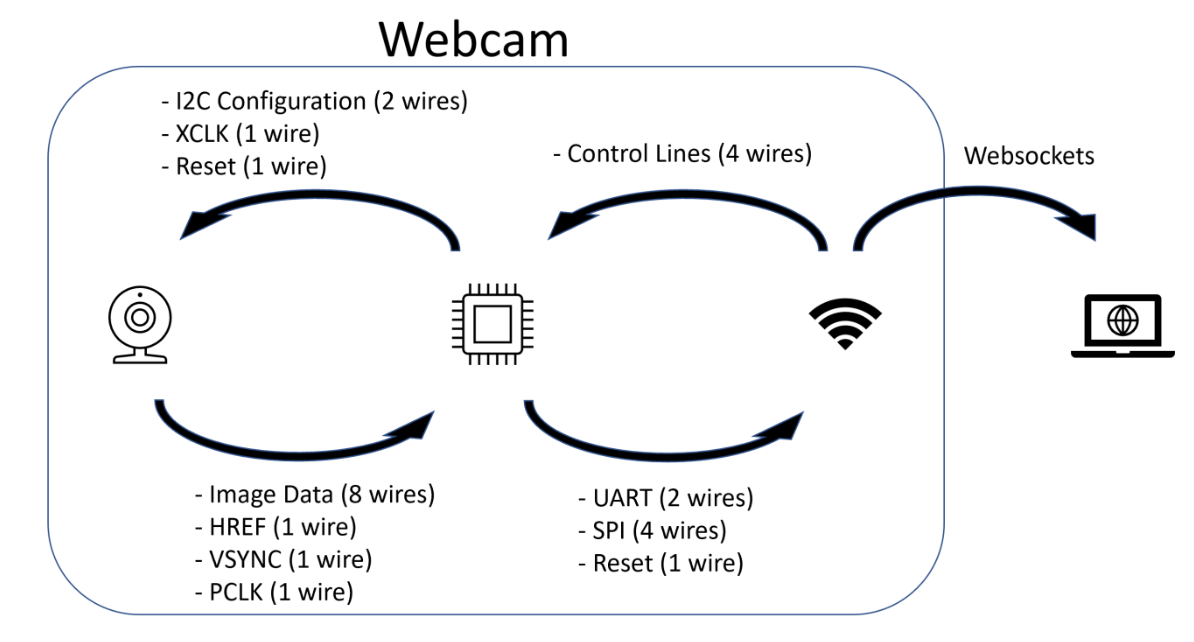 Webcam
- I2C Configuration (2 wires)
- XCLK (1 wire)
- Reset (1 wire)
- Control Lines (4 wires)
Websockets
- Image Data (8 wires)
- HREF (1 wire)
- VSYNC (1 wire)
- PCLK (1 wire)
- UART (2 wires)
- SPI (4 wires)
- Reset (1 wire)